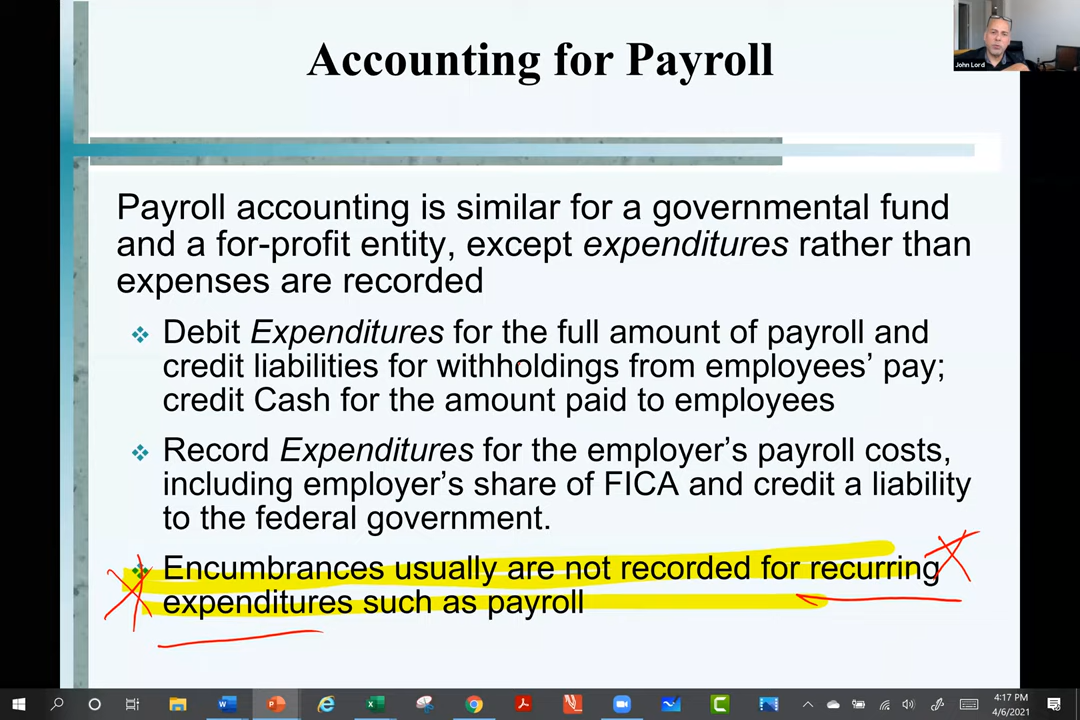 Accounting for Payroll
John Lord
Payroll accounting is similar for a governmental fund
and a for-profit entity, except expenditures rather than
expenses are recorded
Debit Expenditures for the full amount of payroll and
credit liabilities for withholdings from employees' pay;
credit Cash for the amount paid to employees
Record Expenditures for the employer's payroll costs,
including employer's share of FICA and credit a liability
to the federal government.
Encumbrances usually are not recorded for recurring
expenditures such as payroll
4:17 PM
4/6/2021